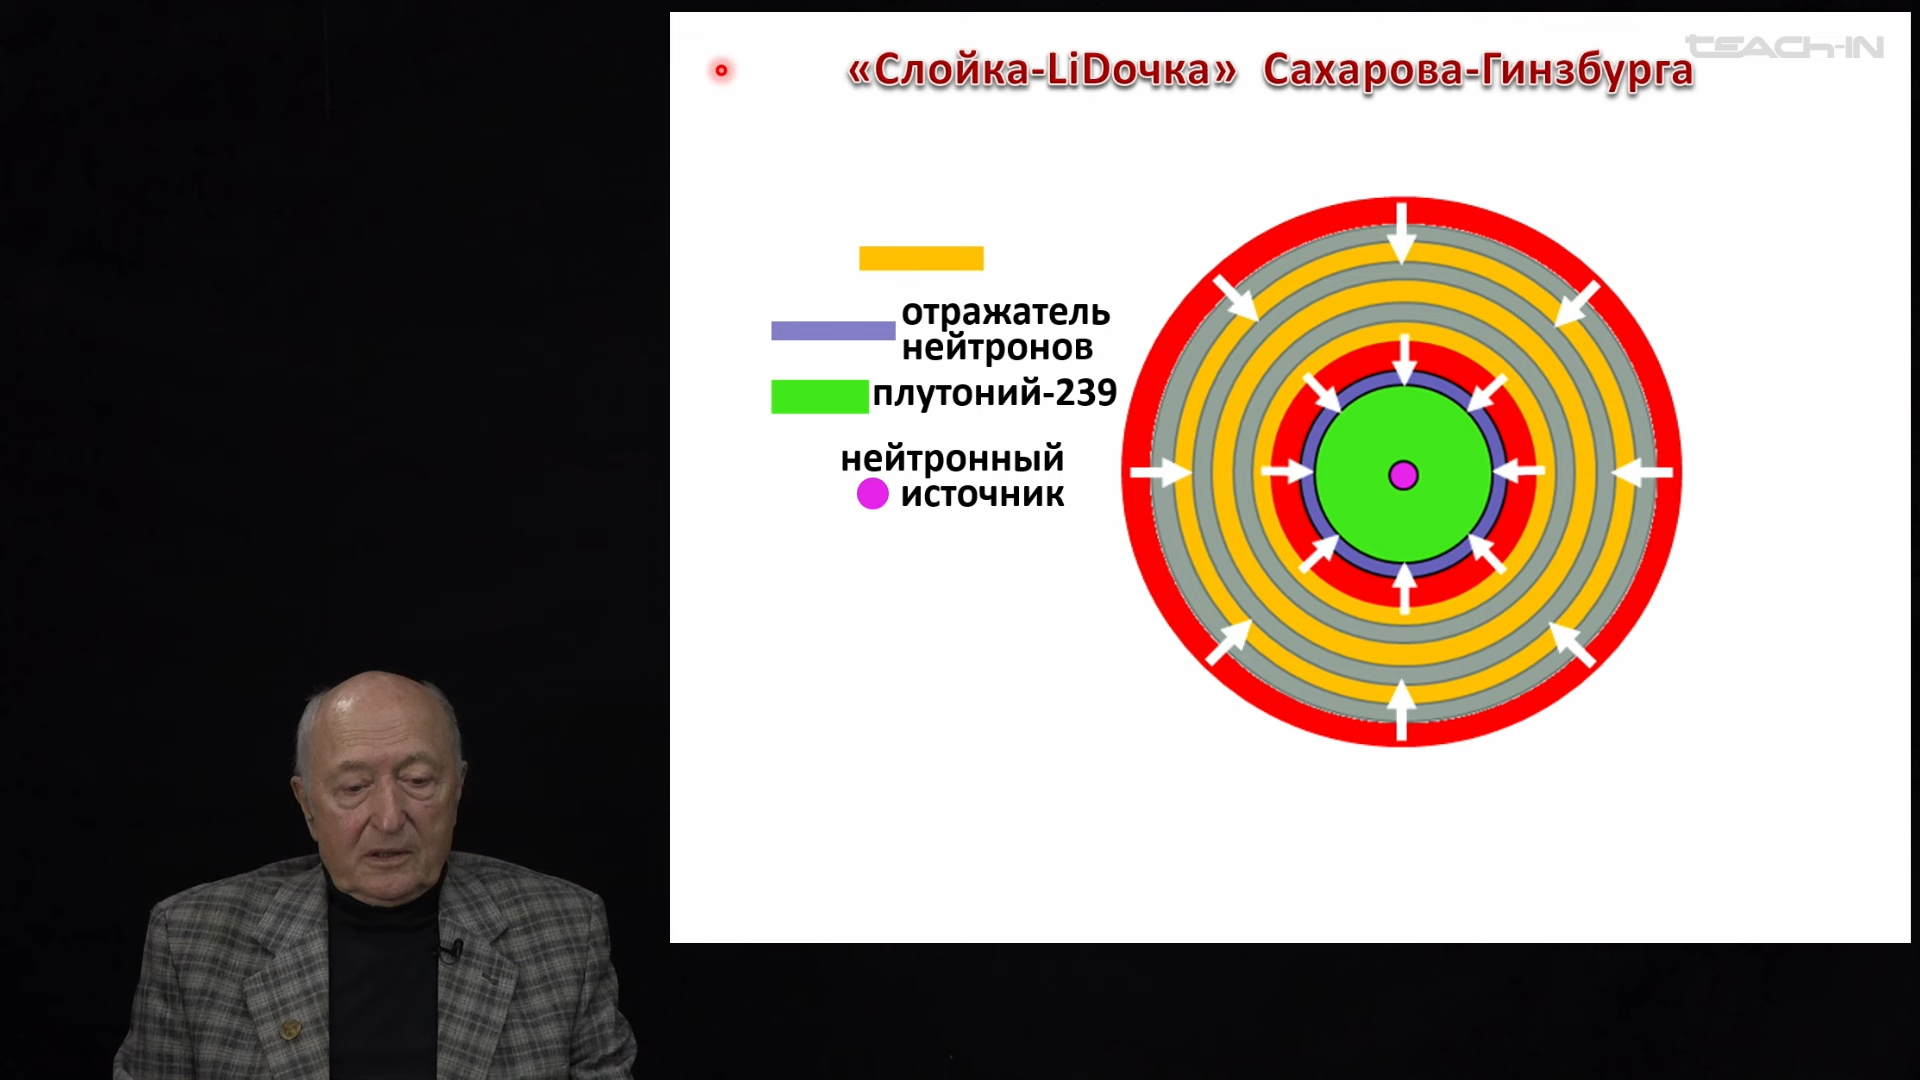 TEACH-IN
«Слойка-LiDочка» Сахарова-Гинзбурга
отражатель
нейтронов
плутоний-239
нейтронный
источник